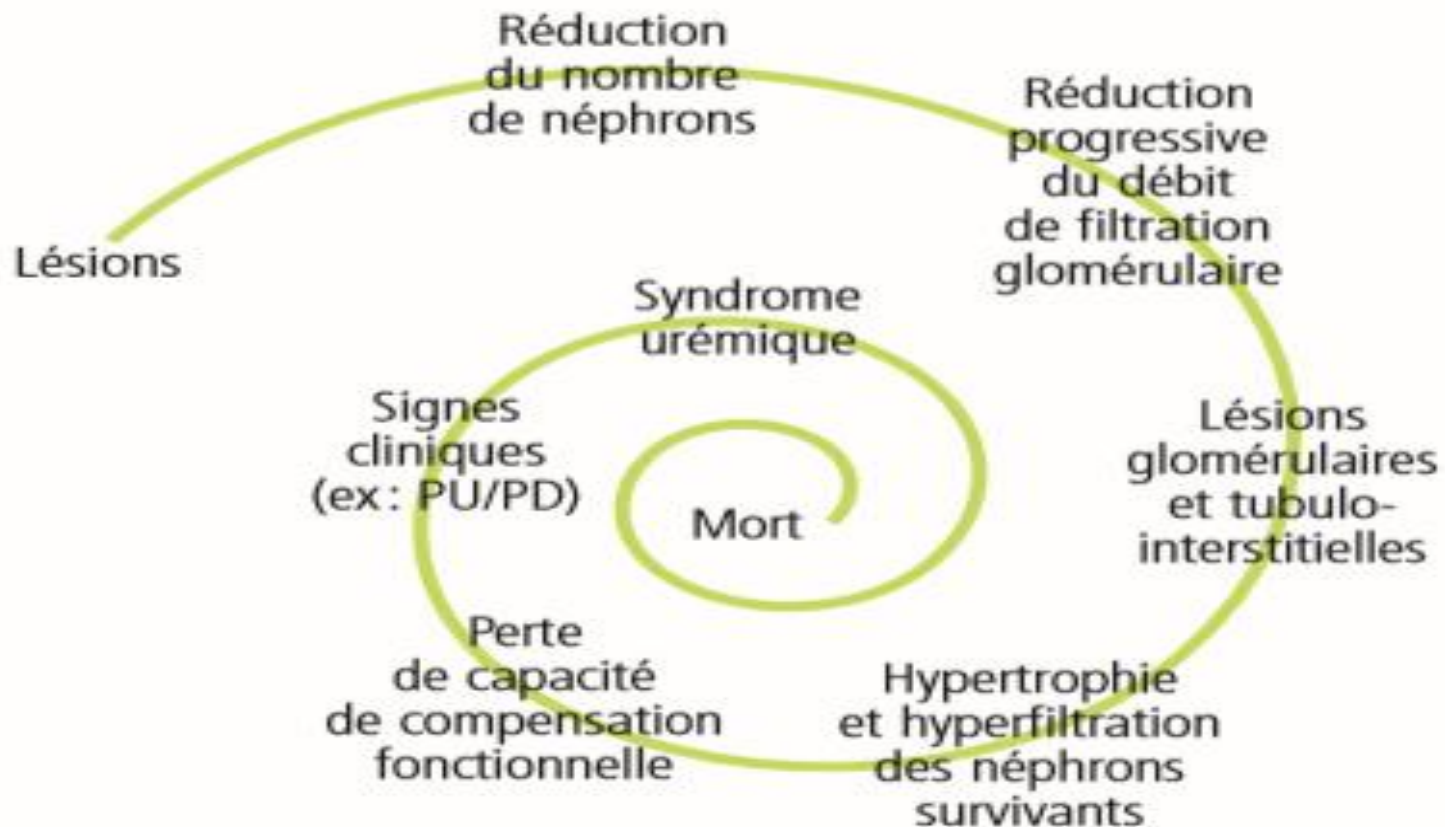 Lésions
Réduction
du nombre
de néphrons
Réduction
progressive
du débit
de filtration
glomérulaire
Lésions
glomérulaires
et tubulo-
interstitielles
Hypertrophie
et hyperfiltration
des néphrons
survivants
Perte
de capacité
de compensation
fonctionnelle
Signes
cliniques
(ex : PU/PD)
Syndrome
urémique
Mort